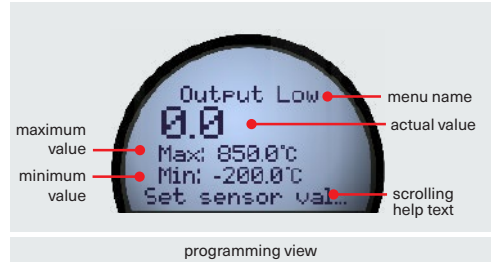 Output Low
menu name
0.0
actual value
maximum
value
Max: 850.0°C
minimum
value
Min: -200.0°C
Set sensor val...
scrolling
help text
programming view